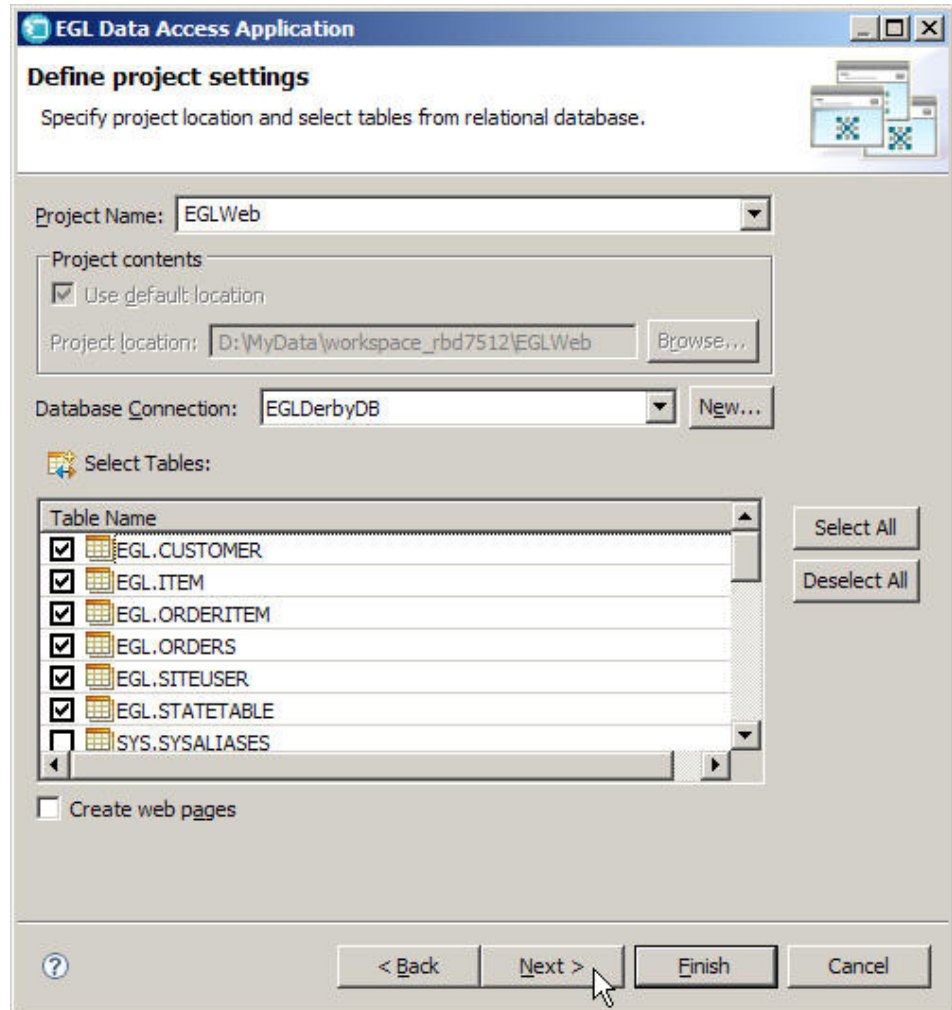 EGL Data Access Application
Define project settings
Specify project location and select tables from relational database.
Project Name: EGLWeb
Project contents
Use default location
Project location: D:\MyData\workspace_rbd7512\EGLWeb Browse...
Database Connection: EGLDerbyDB New...
Select Tables:
Table Name
EGL.CUSTOMER
EGL.ITEM
EGL.ORDERITEM
EGL.ORDERS
EGL.SITEUSER
EGL.STATETABLE
SYS.SYSALIASES
Select All
Deselect All
Create web pages
? < Back Next > Finish Cancel